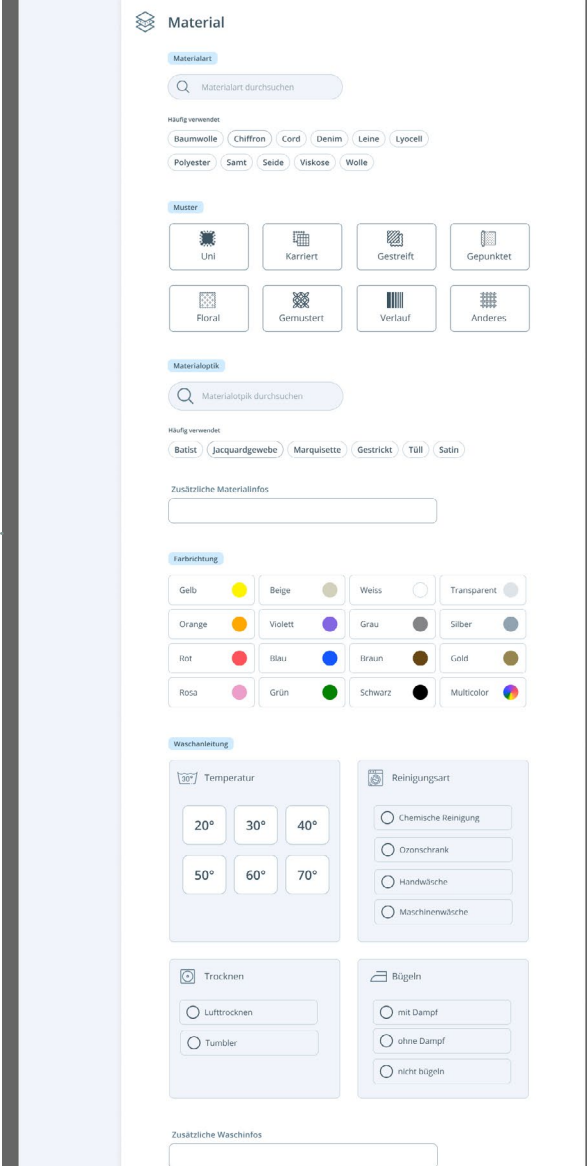 Material
Materialart
Materialart durchsuchen
Häufig verwendet
Baumwolle Chiffron Cord Denim Leine Lyocell
Polyester Samt Seide Viskose Wolle
Muster
Uni Karriert Gestreift Gepunktet
Floral Gemustert Verlauf Anderes
Materialoptik
Materialotpik durchsuchen
Häufig verwendet
Batist Jacquardgewebe Marquisette Gestrickt Tüll Satin
Zusätzliche Materialinfos
Farbrichtung
Gelb Beige Weiss Transparent
Orange Violett Grau Silber
Rot Blau Braun Gold
Rosa Grün Schwarz Multicolor
Waschanleitung
30° Temperatur
20° 30° 40°
50° 60° 70°
Reinigungsart
Chemische Reinigung
Ozonschrank
Handwäsche
Maschinenwäsche
Trocknen
Lufttrocknen
Tumbler
Bügeln
mit Dampf
ohne Dampf
nicht bügeln
Zusätzliche Waschinfos